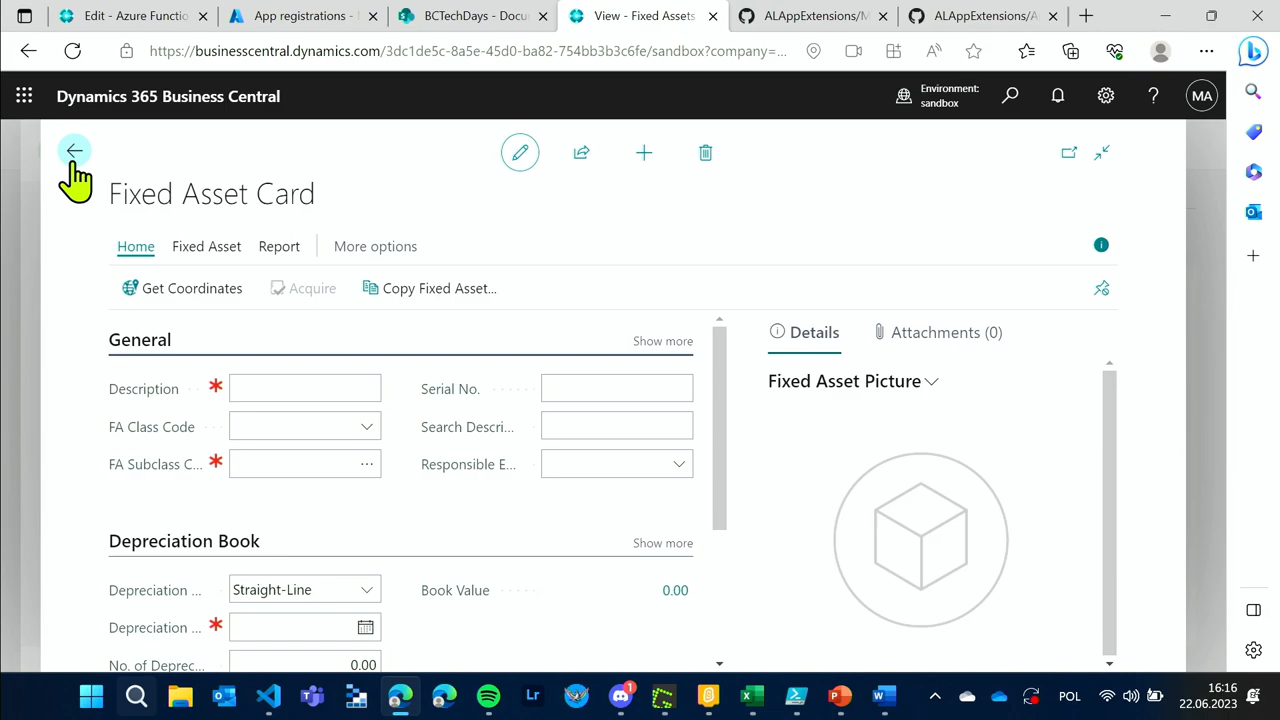 Edit - Azure Functio
App registrations -
BCTechDays - Docu
View - Fixed Assets
ALAppExtensions/M
ALAppExtensions/A
https://businesscentral.dynamics.com/3dc1de5c-8a5e-45d0-ba82-754bb3b3c6fe/sandbox?company=...
Dynamics 365 Business Central
Environment:
sandbox
MA
Fixed Asset Card
Home
Fixed Asset
Report
More options
Get Coordinates
Acquire
Copy Fixed Asset...
General
Show more
Details
Attachments (0)
Fixed Asset Picture
Description
Serial No.
FA Class Code
Search Descri...
FA Subclass C...
Responsible E...
Depreciation Book
Show more
Depreciation ...
Straight-Line
Book Value
0.00
Depreciation ...
No. of Deprec...
0.00
Lr
1
POL
16:16
22.06.2023